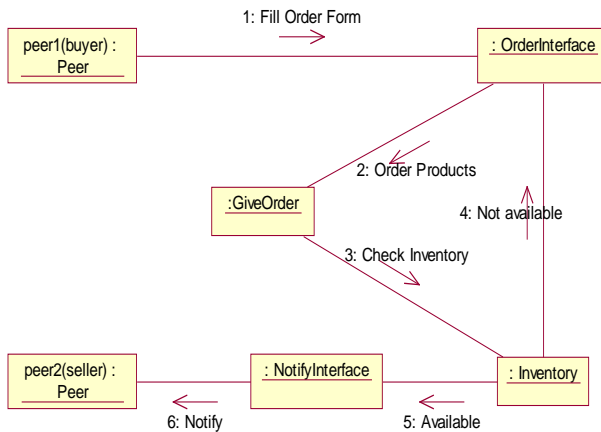 1: Fill Order Form
peer1(buyer) :
Peer
: OrderInterface
2: Order Products
:GiveOrder
4: Not available
3: Check Inventory
peer2(seller) :
Peer
: NotifyInterface
: Inventory
6: Notify
5: Available